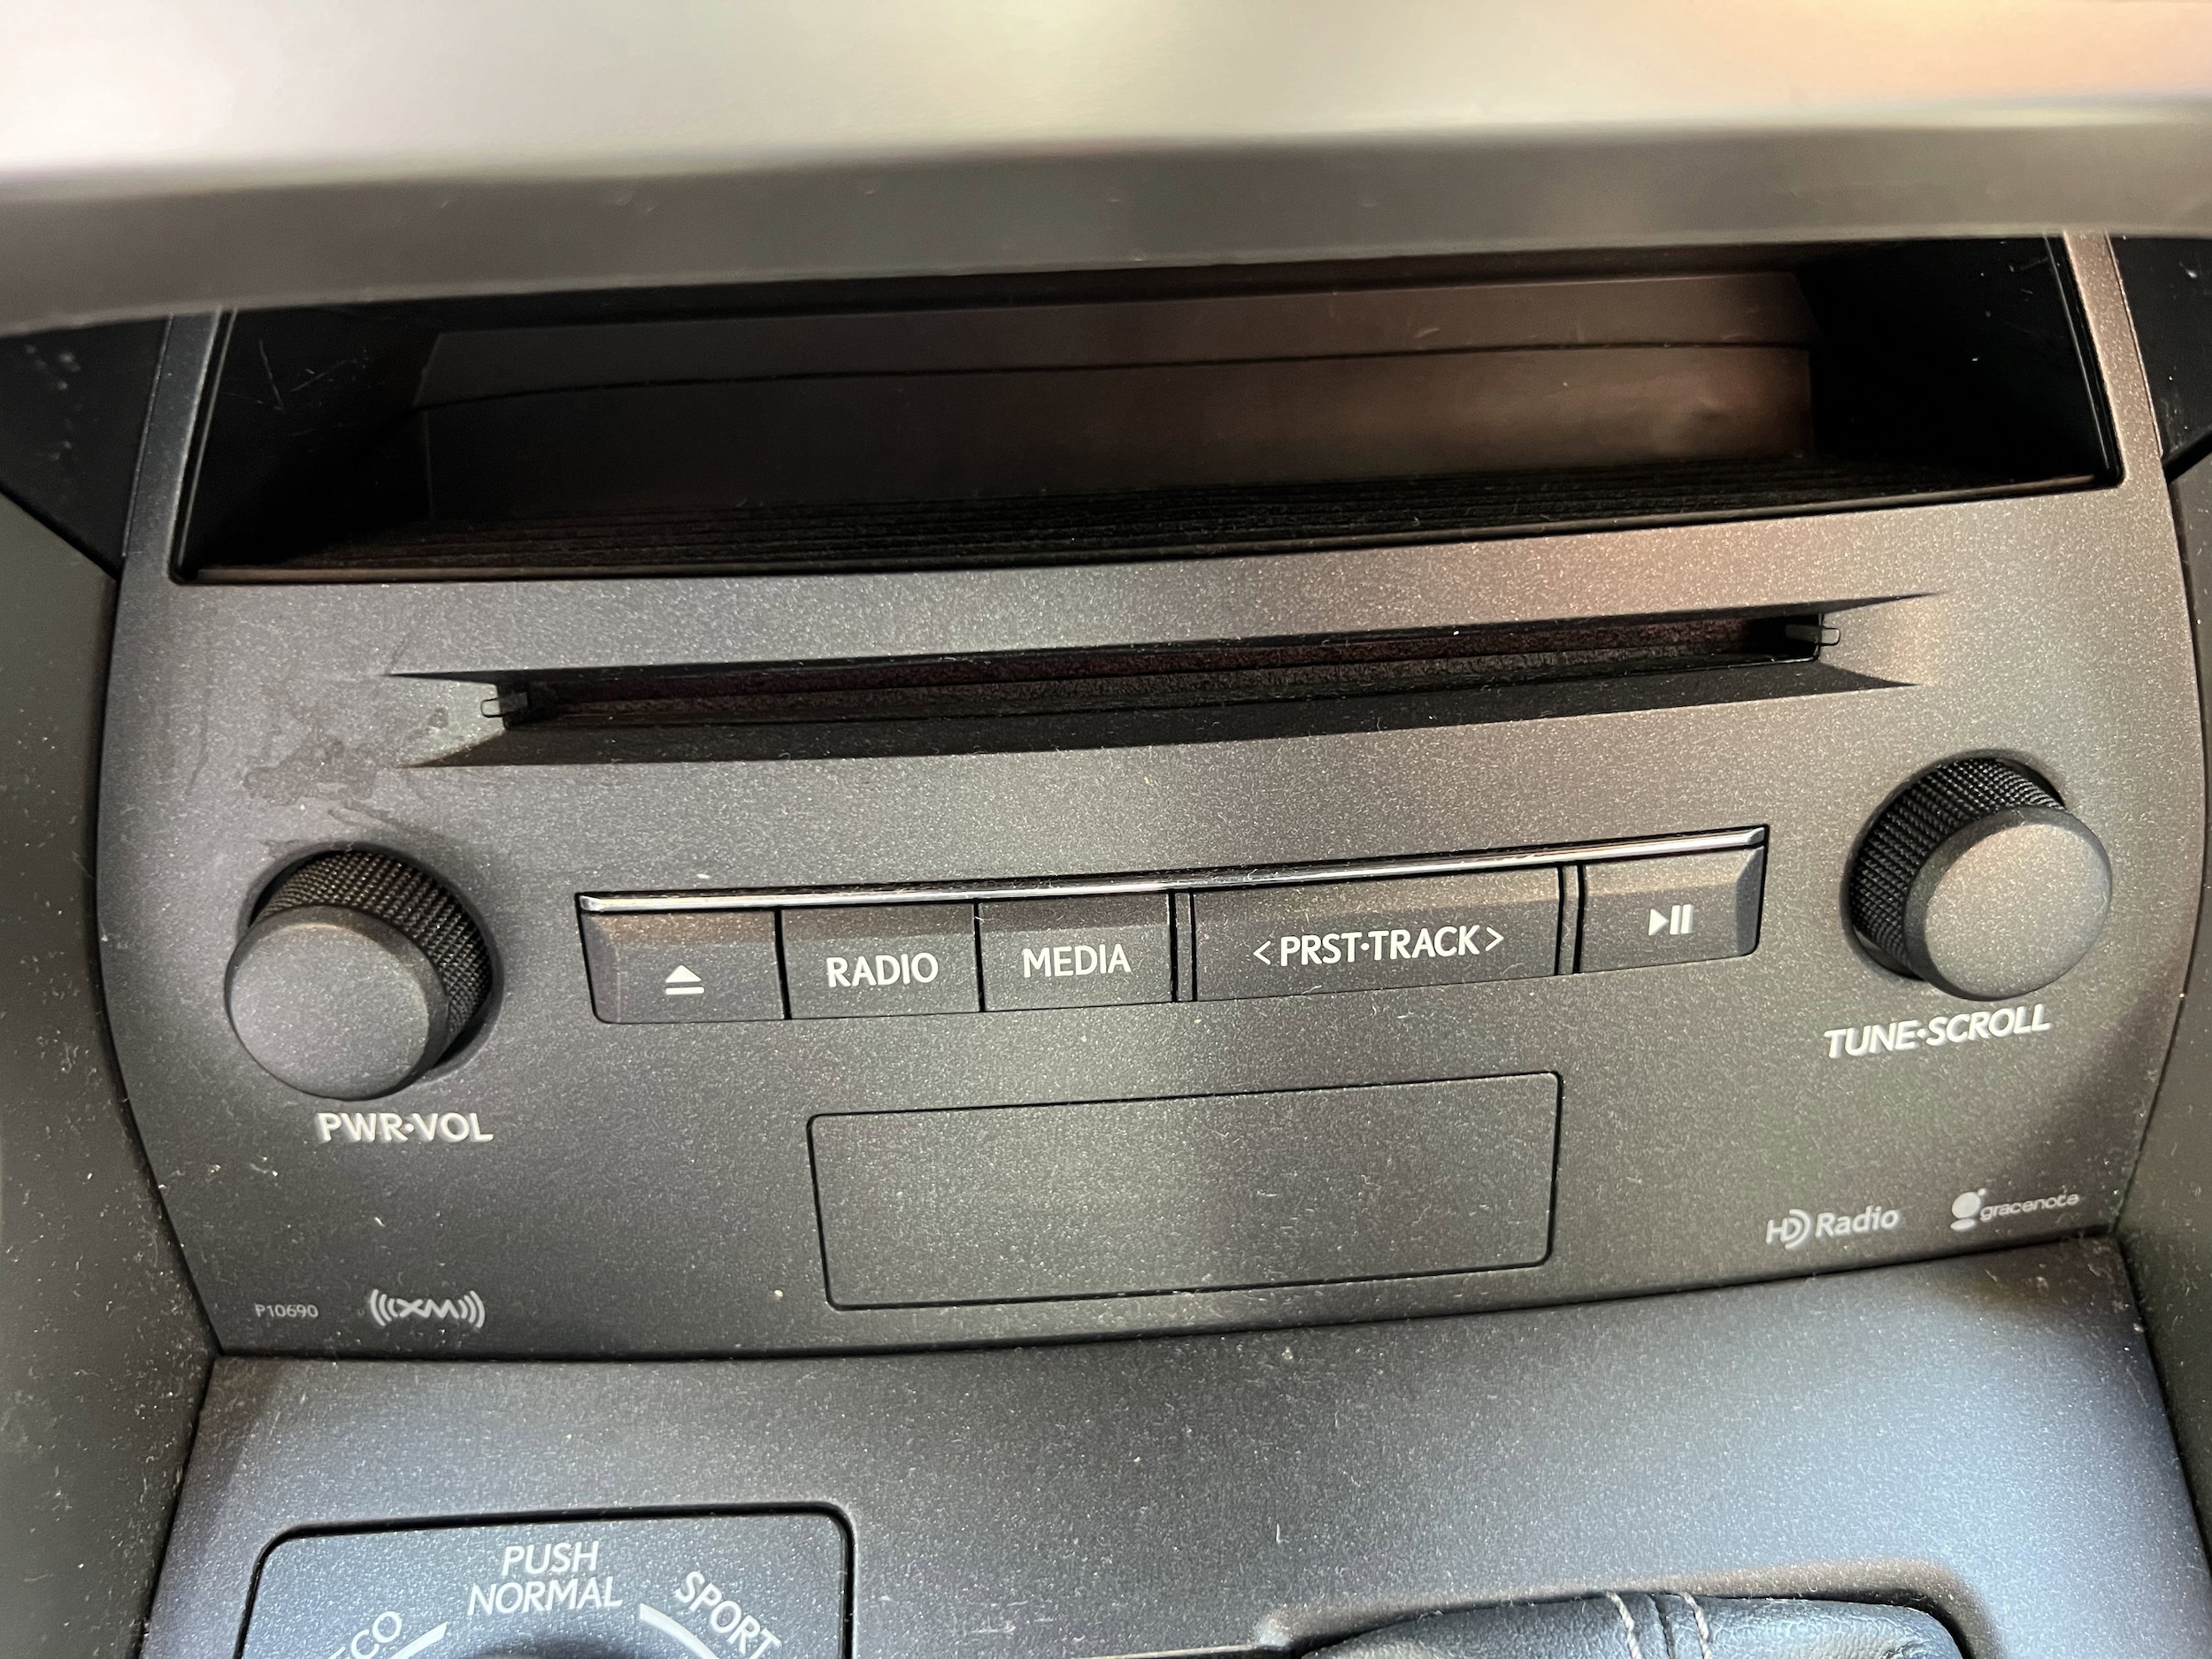 RADIO
MEDIA
<PRST·TRACK>
PWR·VOL
TUNE·SCROLL
HD Radio
gracenote
P10690
((( XM )))
PUSH
NORMAL
ECO
SPORT